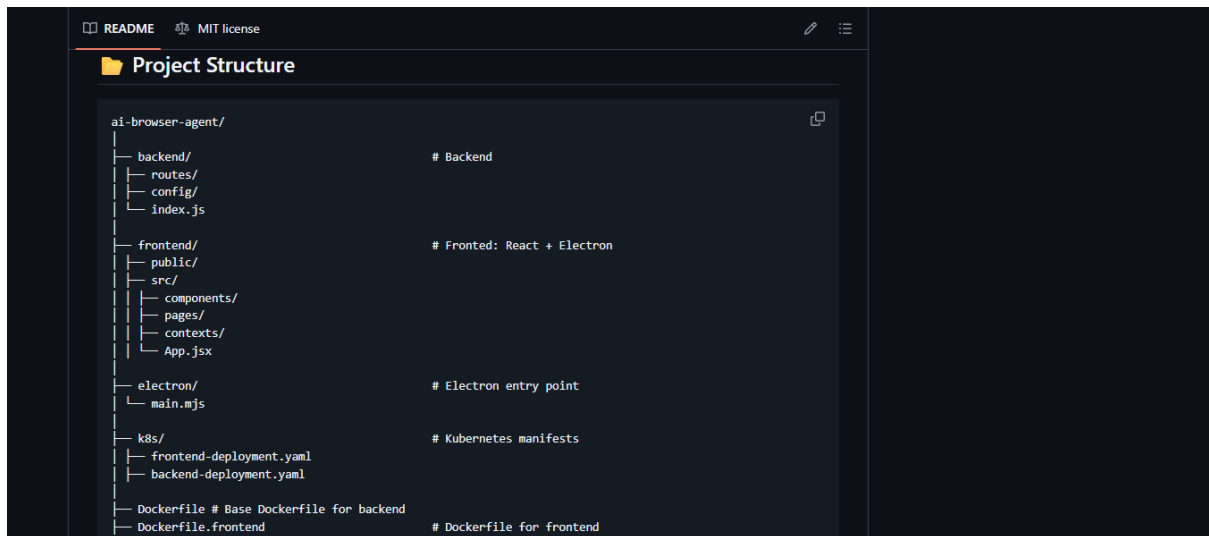 README MIT license
Project Structure
ai-browser-agent/
│
├── backend/ # Backend
│ ├── routes/
│ ├── config/
│ └── index.js
│
├── frontend/ # Fronted: React + Electron
│ ├── public/
│ ├── src/
│ │ ├── components/
│ │ ├── pages/
│ │ ├── contexts/
│ │ └── App.jsx
│
├── electron/ # Electron entry point
│ └── main.mjs
│
├── k8s/ # Kubernetes manifests
│ ├── frontend-deployment.yaml
│ ├── backend-deployment.yaml
│
├── Dockerfile # Base Dockerfile for backend
├── Dockerfile.frontend # Dockerfile for frontend